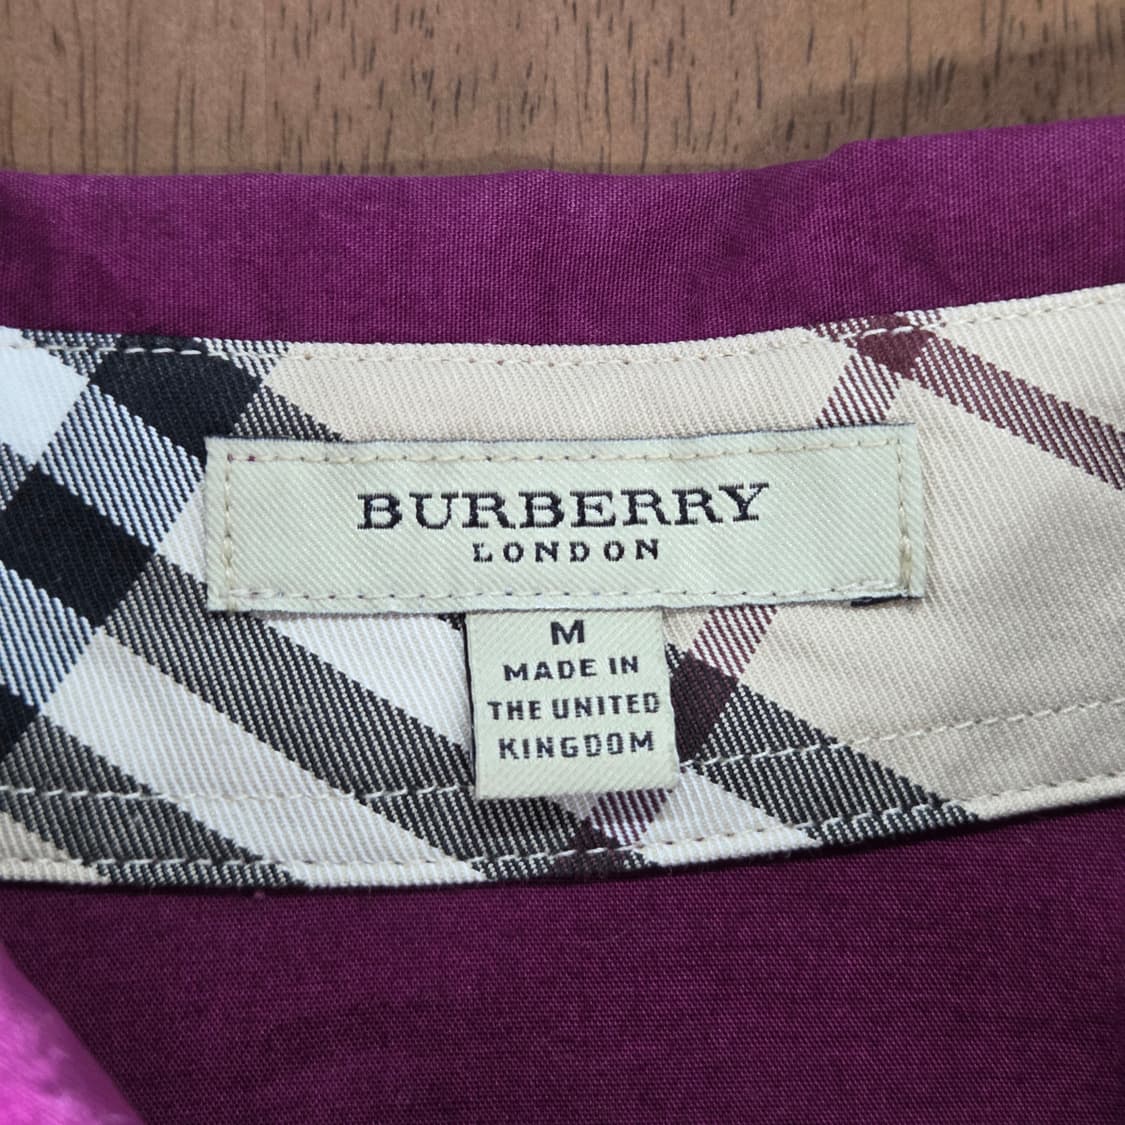 BURBERRY
LONDON
M
MADE IN
THE UNITED
KINGDOM